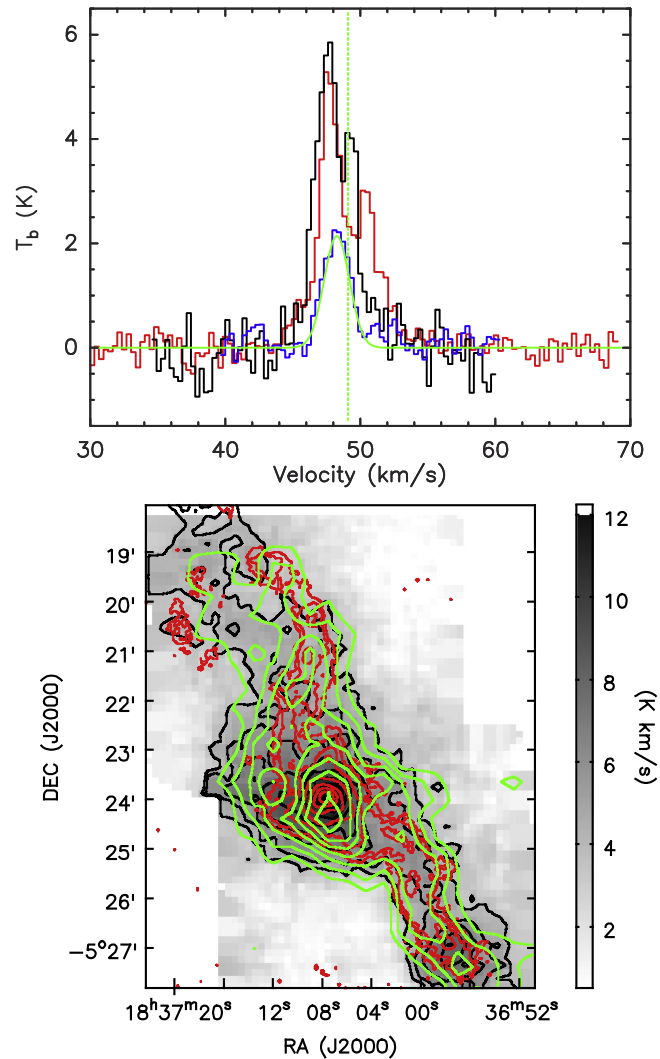 6
4
2
0
T_b (K)
30 40 50 60 70
Velocity (km/s)
12
10
8
6
4
2
(K km/s)
19'
20'
21'
22'
23'
24'
25'
26'
−5°27'
DEC (J2000)
18ʰ37ᵐ20ˢ 12ˢ 08ˢ 04ˢ 00ˢ 36ᵐ52ˢ
RA (J2000)